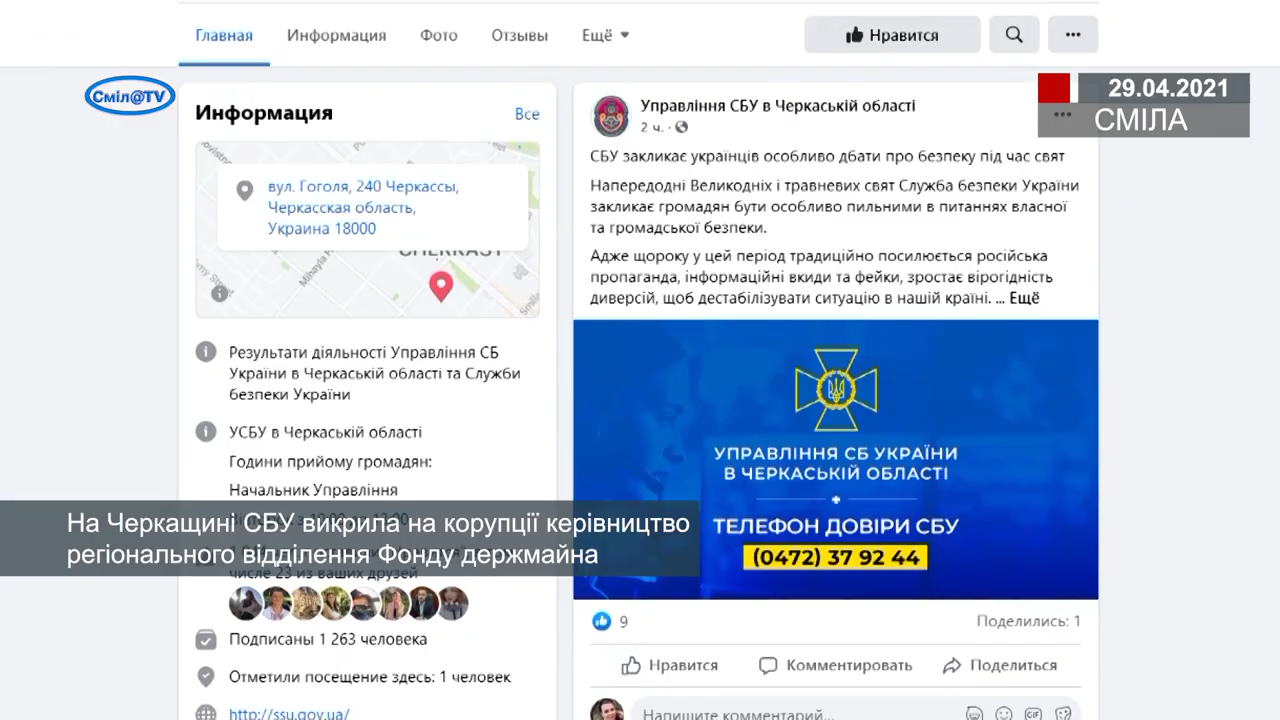 Главная Информация Фото Отзывы Ещё Нравится
Сміл@TV
29.04.2021
СМІЛА
Информация
Все
вул. Гоголя, 240 Черкассы,
Черкасская область,
Украина 18000
CHERKASY
Результати діяльності Управління СБ
України в Черкаській області та Служби
безпеки України
УСБУ в Черкаській області
Години прийому громадян:
Начальник Управління
числе 23 из ваших друзей
Подписаны 1 263 человека
Отметили посещение здесь: 1 человек
http://ssu.gov.ua/
Управління СБУ в Черкаській області
2 ч.
СБУ закликає українців особливо дбати про безпеку під час свят
Напередодні Великодніх і травневих свят Служба безпеки України
закликає громадян бути особливо пильними в питаннях власної
та громадської безпеки.
Адже щороку у цей період традиційно посилюється російська
пропаганда, інформаційні вкиди та фейки, зростає вірогідність
диверсій, щоб дестабілізувати ситуацію в нашій країні. ... Ещё
УПРАВЛІННЯ СБ УКРАЇНИ
В ЧЕРКАСЬКІЙ ОБЛАСТІ
ТЕЛЕФОН ДОВІРИ СБУ
(0472) 37 92 44
9
Поделились: 1
Нравится Комментировать Поделиться
Напишите комментарий...
GIF
На Черкащині СБУ викрила на корупції керівництво
регіонального відділення Фонду держмайна